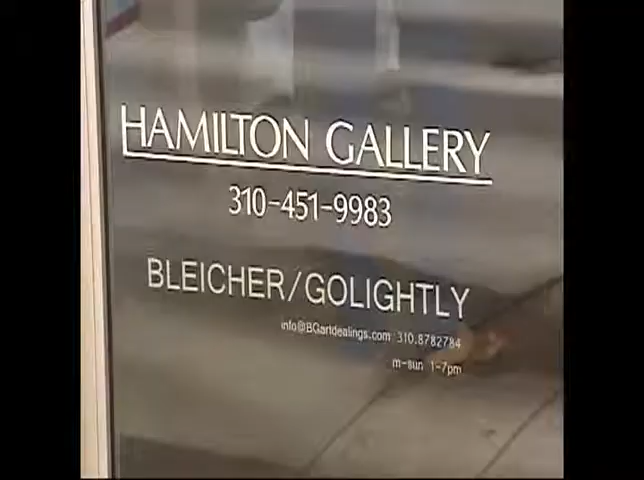 HAMILTON GALLERY
310-451-9983
BLEICHER/GOLIGHTLY
info@BGartdealings.com 310.8782784
m-sun 1-7pm